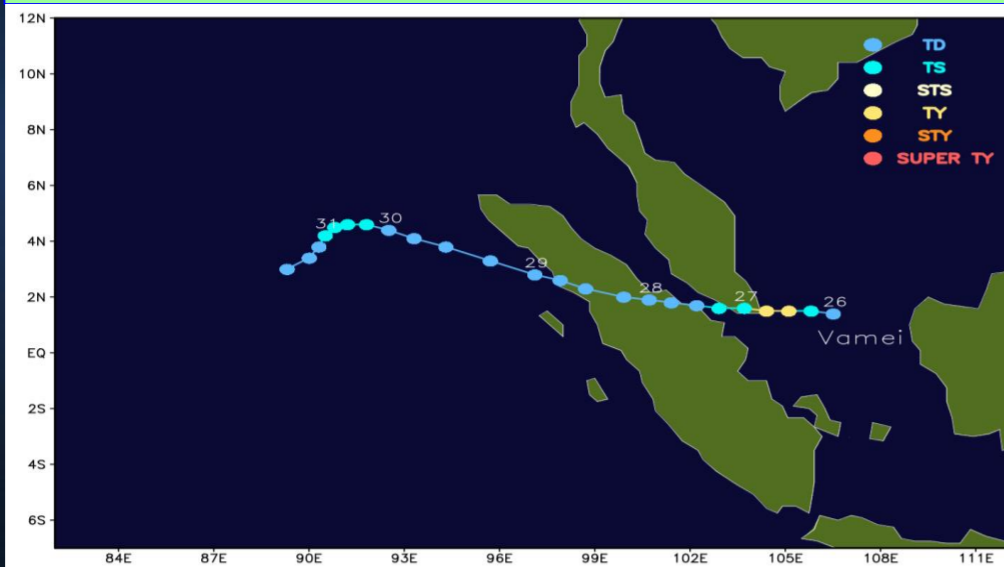 12N
10N
8N
6N
4N
2N
EQ
2S
4S
6S
84E 87E 90E 93E 96E 99E 102E 105E 108E 111E
TD
TS
STS
TY
STY
SUPER TY
31 30
29
28
27
26
Vamei